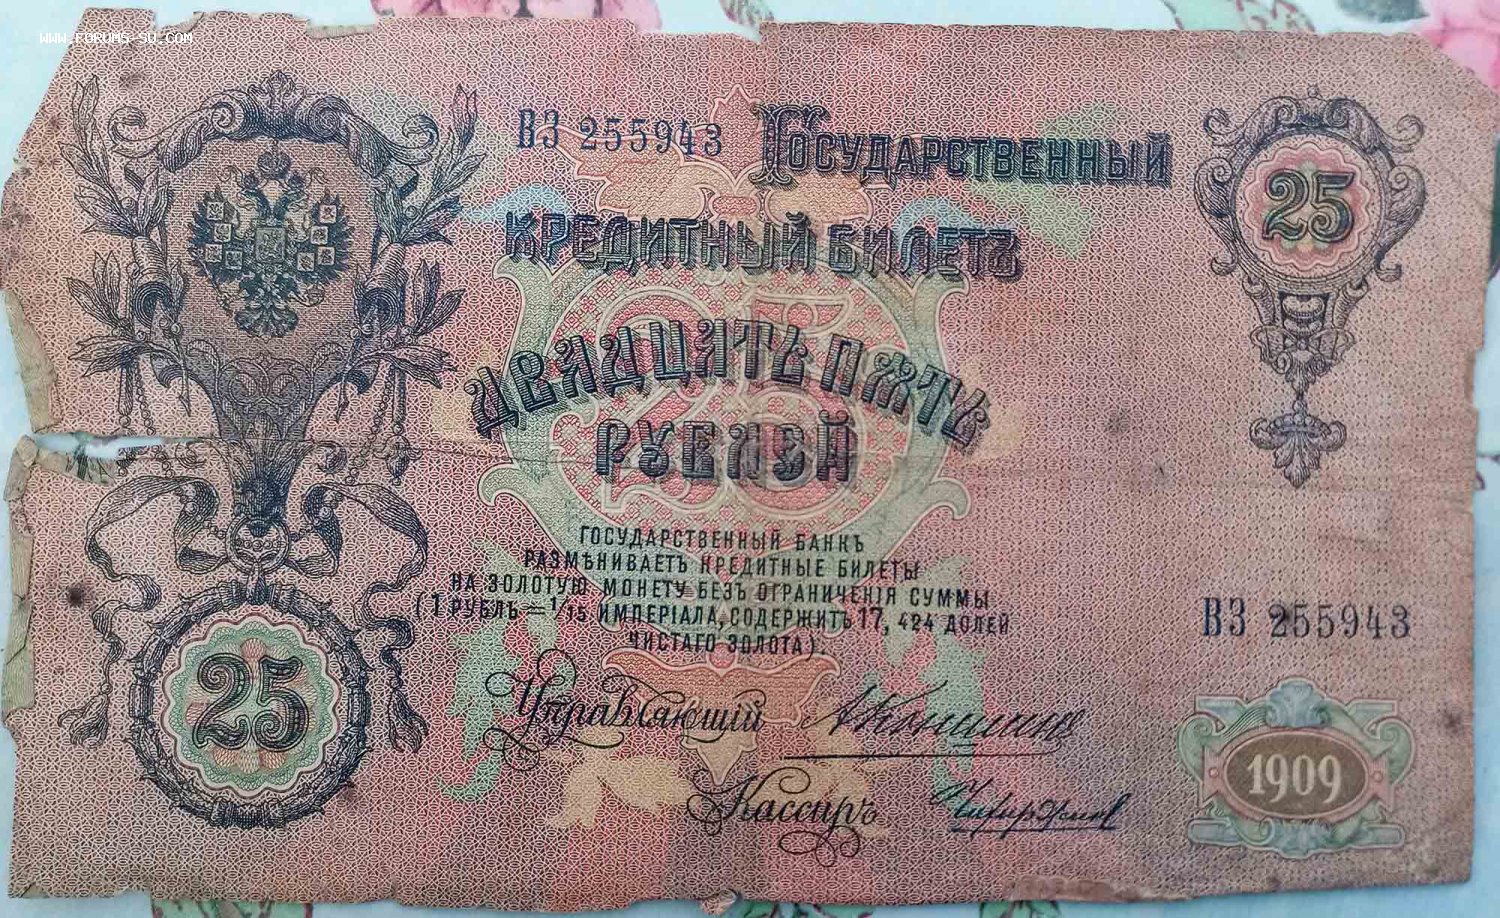 WWW.FORUMS-SU.COM
ВЗ 255943
ГОСУДАРСТВЕННЫЙ
КРЕДИТНЫЙ БИЛЕТЪ
25
ДВАДЦАТЬ ПЯТЬ
РУБЛЕЙ
25
ГОСУДАРСТВЕННЫЙ БАНКЪ
РАЗМѢНИВАЕТЪ КРЕДИТНЫЕ БИЛЕТЫ
НА ЗОЛОТУЮ МОНЕТУ БЕЗЪ ОГРАНИЧЕНІЯ СУММЫ
(1 РУБЛЬ = 1/15 ИМПЕРІАЛА, СОДЕРЖИТЪ 17, 424 ДОЛЕЙ
ЧИСТАГО ЗОЛОТА).
ВЗ 255943
25
Управляющій
Кассиръ
1909